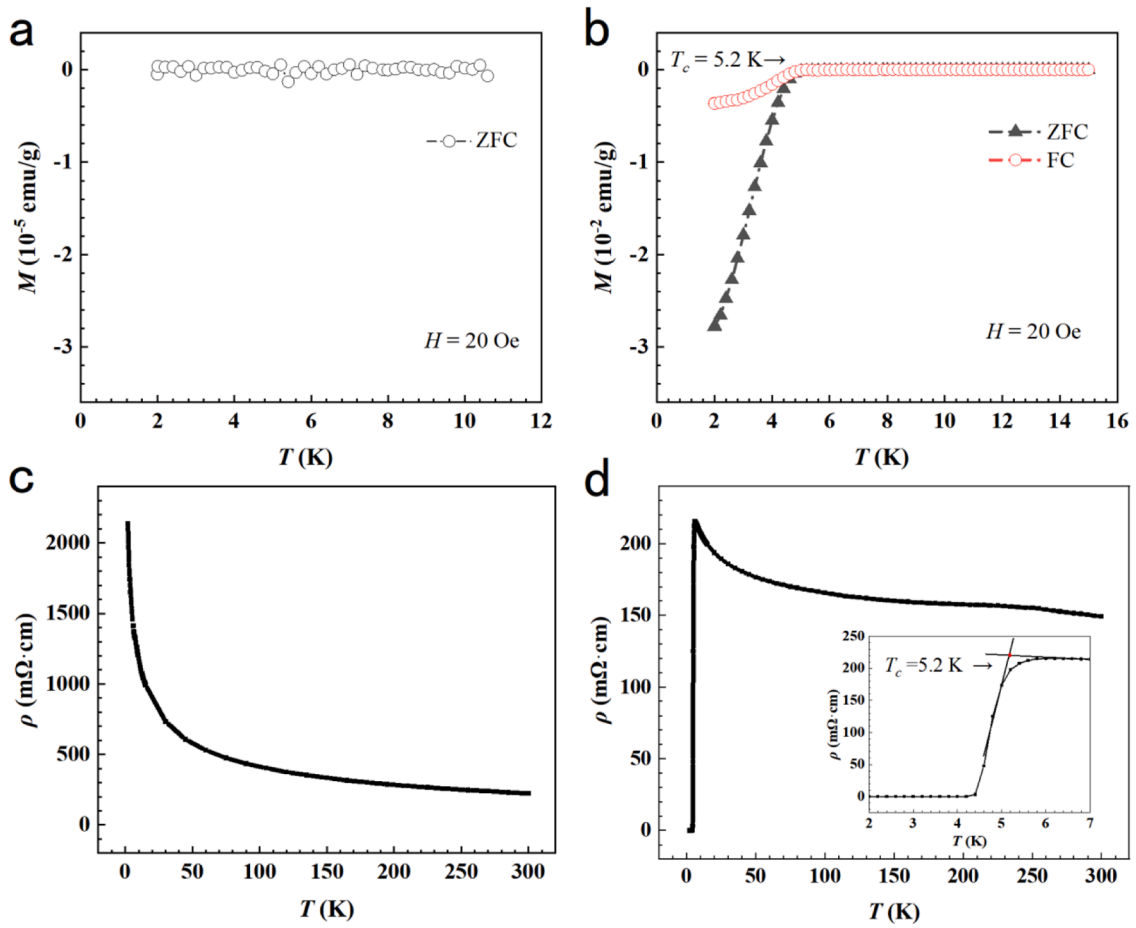 a
0
-1
-2
-3
M (10⁻⁵ emu/g)
ZFC
H = 20 Oe
0 2 4 6 8 10 12
T (K)
b
T_c = 5.2 K→
0
-1
-2
-3
M (10⁻² emu/g)
ZFC
FC
H = 20 Oe
0 2 4 6 8 10 12 14 16
T (K)
c
2000
1500
1000
500
0
ρ (mΩ·cm)
0 50 100 150 200 250 300
T (K)
d
200
150
100
50
0
ρ (mΩ·cm)
0 50 100 150 200 250 300
T (K)
250
200
150
100
50
0
ρ (mΩ·cm)
T_c =5.2 K →
2 3 4 5 6 7
T (K)